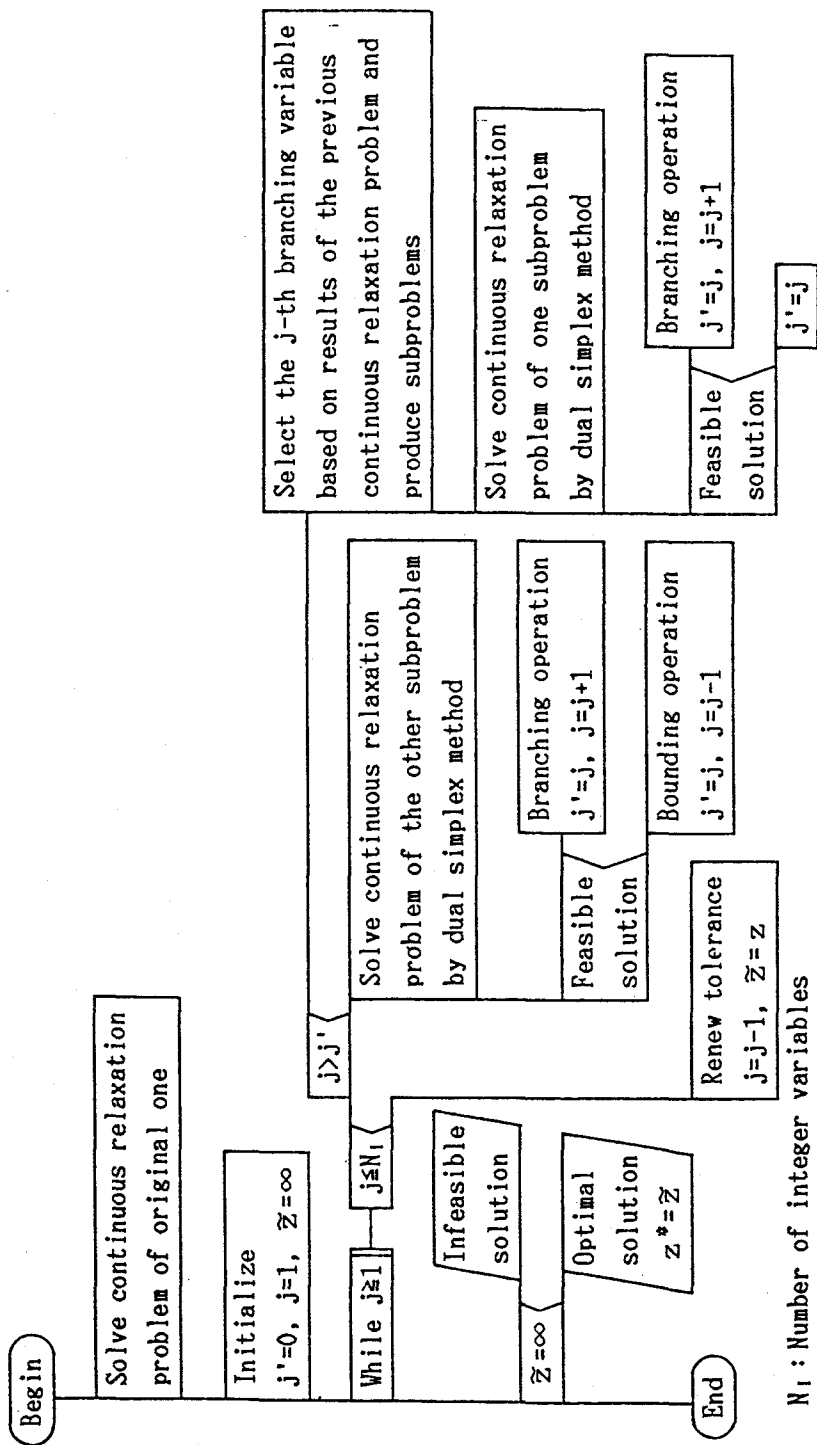 Begin
Solve continuous relaxation
problem of original one
Initialize
j'=0, j=1, z̃=∞
While j≧1
j≦N₁
j>j'
Select the j-th branching variable
based on results of the previous
continuous relaxation problem and
produce subproblems
Solve continuous relaxation
problem of one subproblem
by dual simplex method
Feasible
solution
Branching operation
j'=j, j=j+1
j'=j
Solve continuous relaxation
problem of the other subproblem
by dual simplex method
Feasible
solution
Branching operation
j'=j, j=j+1
Bounding operation
j'=j, j=j-1
Renew tolerance
j=j-1, z̃=z
z̃=∞
Infeasible
solution
Optimal
solution
z*=z̃
End
N₁:Number of integer variables